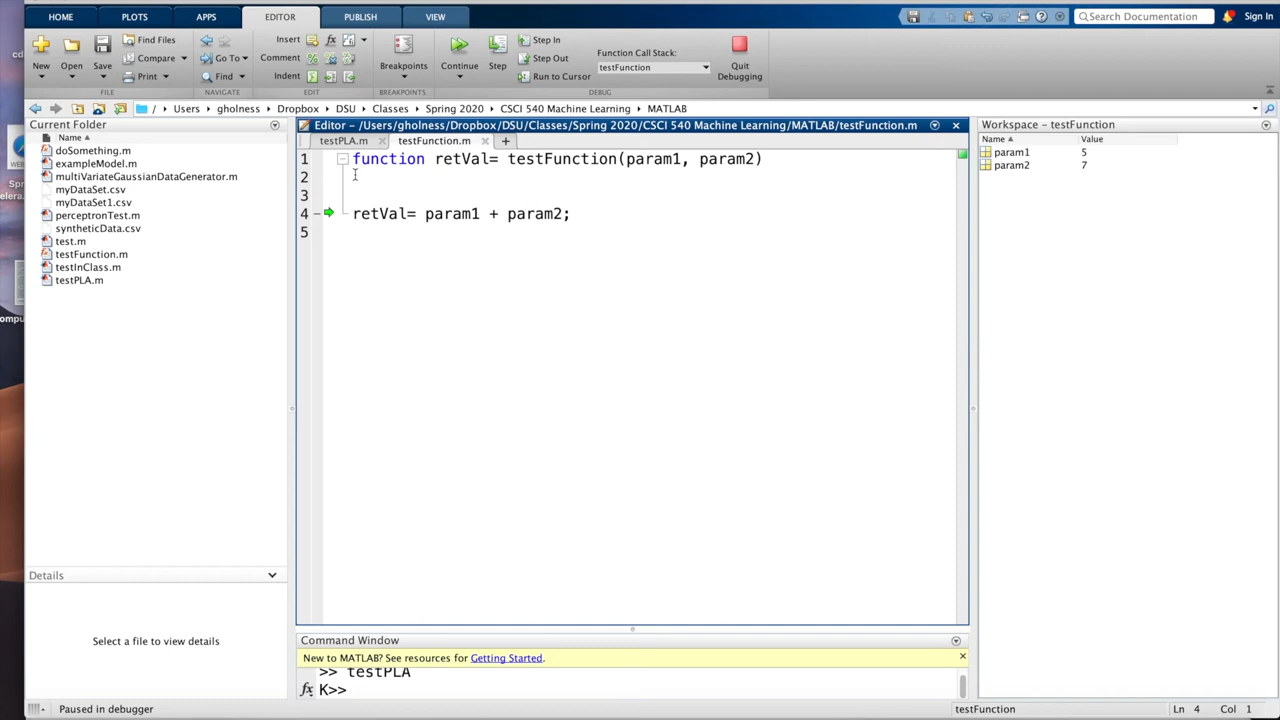 HOME PLOTS APPS EDITOR PUBLISH VIEW Search Documentation Sign In
New Open Save Find Files Compare Print
Go To Find
Insert Comment Indent
Breakpoints Continue Step Step In Step Out Run to Cursor
Function Call Stack:
testFunction
Quit Debugging
FILE NAVIGATE EDIT BREAKPOINTS DEBUG
/ Users gholness Dropbox DSU Classes Spring 2020 CSCI 540 Machine Learning MATLAB
Current Folder
Name
doSomething.m
exampleModel.m
multiVariateGaussianDataGenerator.m
myDataSet.csv
myDataSet1.csv
perceptronTest.m
syntheticData.csv
test.m
testFunction.m
testInClass.m
testPLA.m
Details
Select a file to view details
Editor – /Users/gholness/Dropbox/DSU/Classes/Spring 2020/CSCI 540 Machine Learning/MATLAB/testFunction.m
testPLA.m testFunction.m
1 function retVal= testFunction(param1, param2)
2
3
4 – retVal= param1 + param2;
5
Command Window
New to MATLAB? See resources for Getting Started.
>> testPLA
fx K>>
Workspace – testFunction
Name Value
param1 5
param2 7
Paused in debugger testFunction Ln 4 Col 1